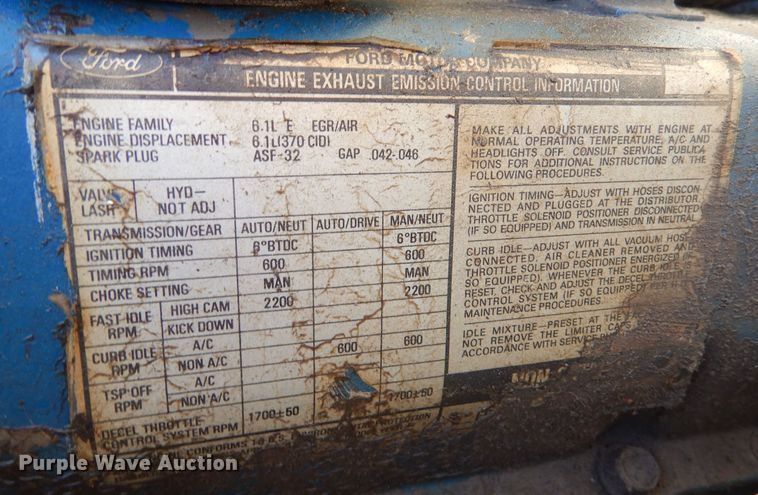 Ford
FORD MOTOR COMPANY
ENGINE EXHAUST EMISSION CONTROL INFORMATION
ENGINE FAMILY 6.1L E EGR/AIR
ENGINE DISPLACEMENT 6.1L(370 CID)
SPARK PLUG ASF-32 GAP .042-.046
VALVE LASH HYD-NOT ADJ
TRANSMISSION/GEAR AUTO/NEUT AUTO/DRIVE MAN/NEUT
IGNITION TIMING 6°BTDC 6°BTDC
TIMING RPM 600 600
CHOKE SETTING MAN MAN
FAST IDLE RPM HIGH CAM 2200 2200
KICK DOWN
CURB IDLE RPM A/C 600 600
NON A/C
TSP OFF RPM A/C
NON A/C
DECEL THROTTLE CONTROL SYSTEM RPM 1700±50 1700±50
CONFORMS
MAKE ALL ADJUSTMENTS WITH ENGINE AT
NORMAL OPERATING TEMPERATURE, A/C AND
HEADLIGHTS OFF. CONSULT SERVICE PUBLICA-
TIONS FOR ADDITIONAL INSTRUCTIONS ON THE
FOLLOWING PROCEDURES.
IGNITION TIMING-ADJUST WITH HOSES DISCON-
NECTED AND PLUGGED AT THE DISTRIBUTOR.
THROTTLE SOLENOID POSITIONER DISCONNECTED
(IF SO EQUIPPED) AND TRANSMISSION IN NEUTRAL
CURB IDLE-ADJUST WITH ALL VACUUM HOSE
CONNECTED, AIR CLEANER REMOVED AND
THROTTLE SOLENOID POSITIONER ENERGIZED (IF
SO EQUIPPED). WHENEVER THE CURB IDLE IS
RESET, CHECK AND ADJUST THE DECEL THROTTLE
CONTROL SYSTEM (IF SO EQUIPPED) PER
MAINTENANCE PROCEDURES.
IDLE MIXTURE-PRESET AT THE
NOT REMOVE THE LIMITER CAPS
ACCORDANCE WITH SERVICE
NON
Purple Wave Auction